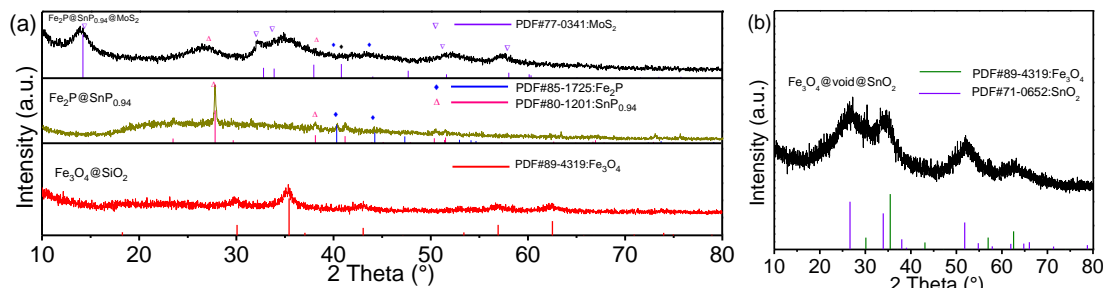 (a)
Fe₂P@SnP₀.₉₄@MoS₂
PDF#77-0341:MoS₂
Fe₂P@SnP₀.₉₄
PDF#85-1725:Fe₂P
PDF#80-1201:SnP₀.₉₄
Fe₃O₄@SiO₂
PDF#89-4319:Fe₃O₄
Intensity (a.u.)
10 20 30 40 50 60 70 80
2 Theta (°)
(b)
Fe₃O₄@void@SnO₂
PDF#89-4319:Fe₃O₄
PDF#71-0652:SnO₂
Intensity (a.u.)
10 20 30 40 50 60 70 80
2 Theta (°)